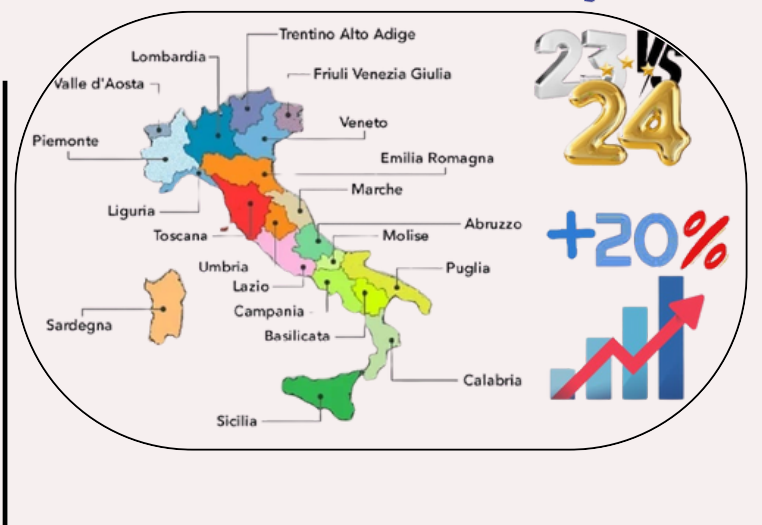 Trentino Alto Adige
Lombardia
Friuli Venezia Giulia
Valle d'Aosta
Veneto
Piemonte
Emilia Romagna
Marche
Liguria
Abruzzo
Toscana
Molise
Umbria
Puglia
Lazio
Campania
Sardegna
Basilicata
Calabria
Sicilia
23 VS
24
+20%